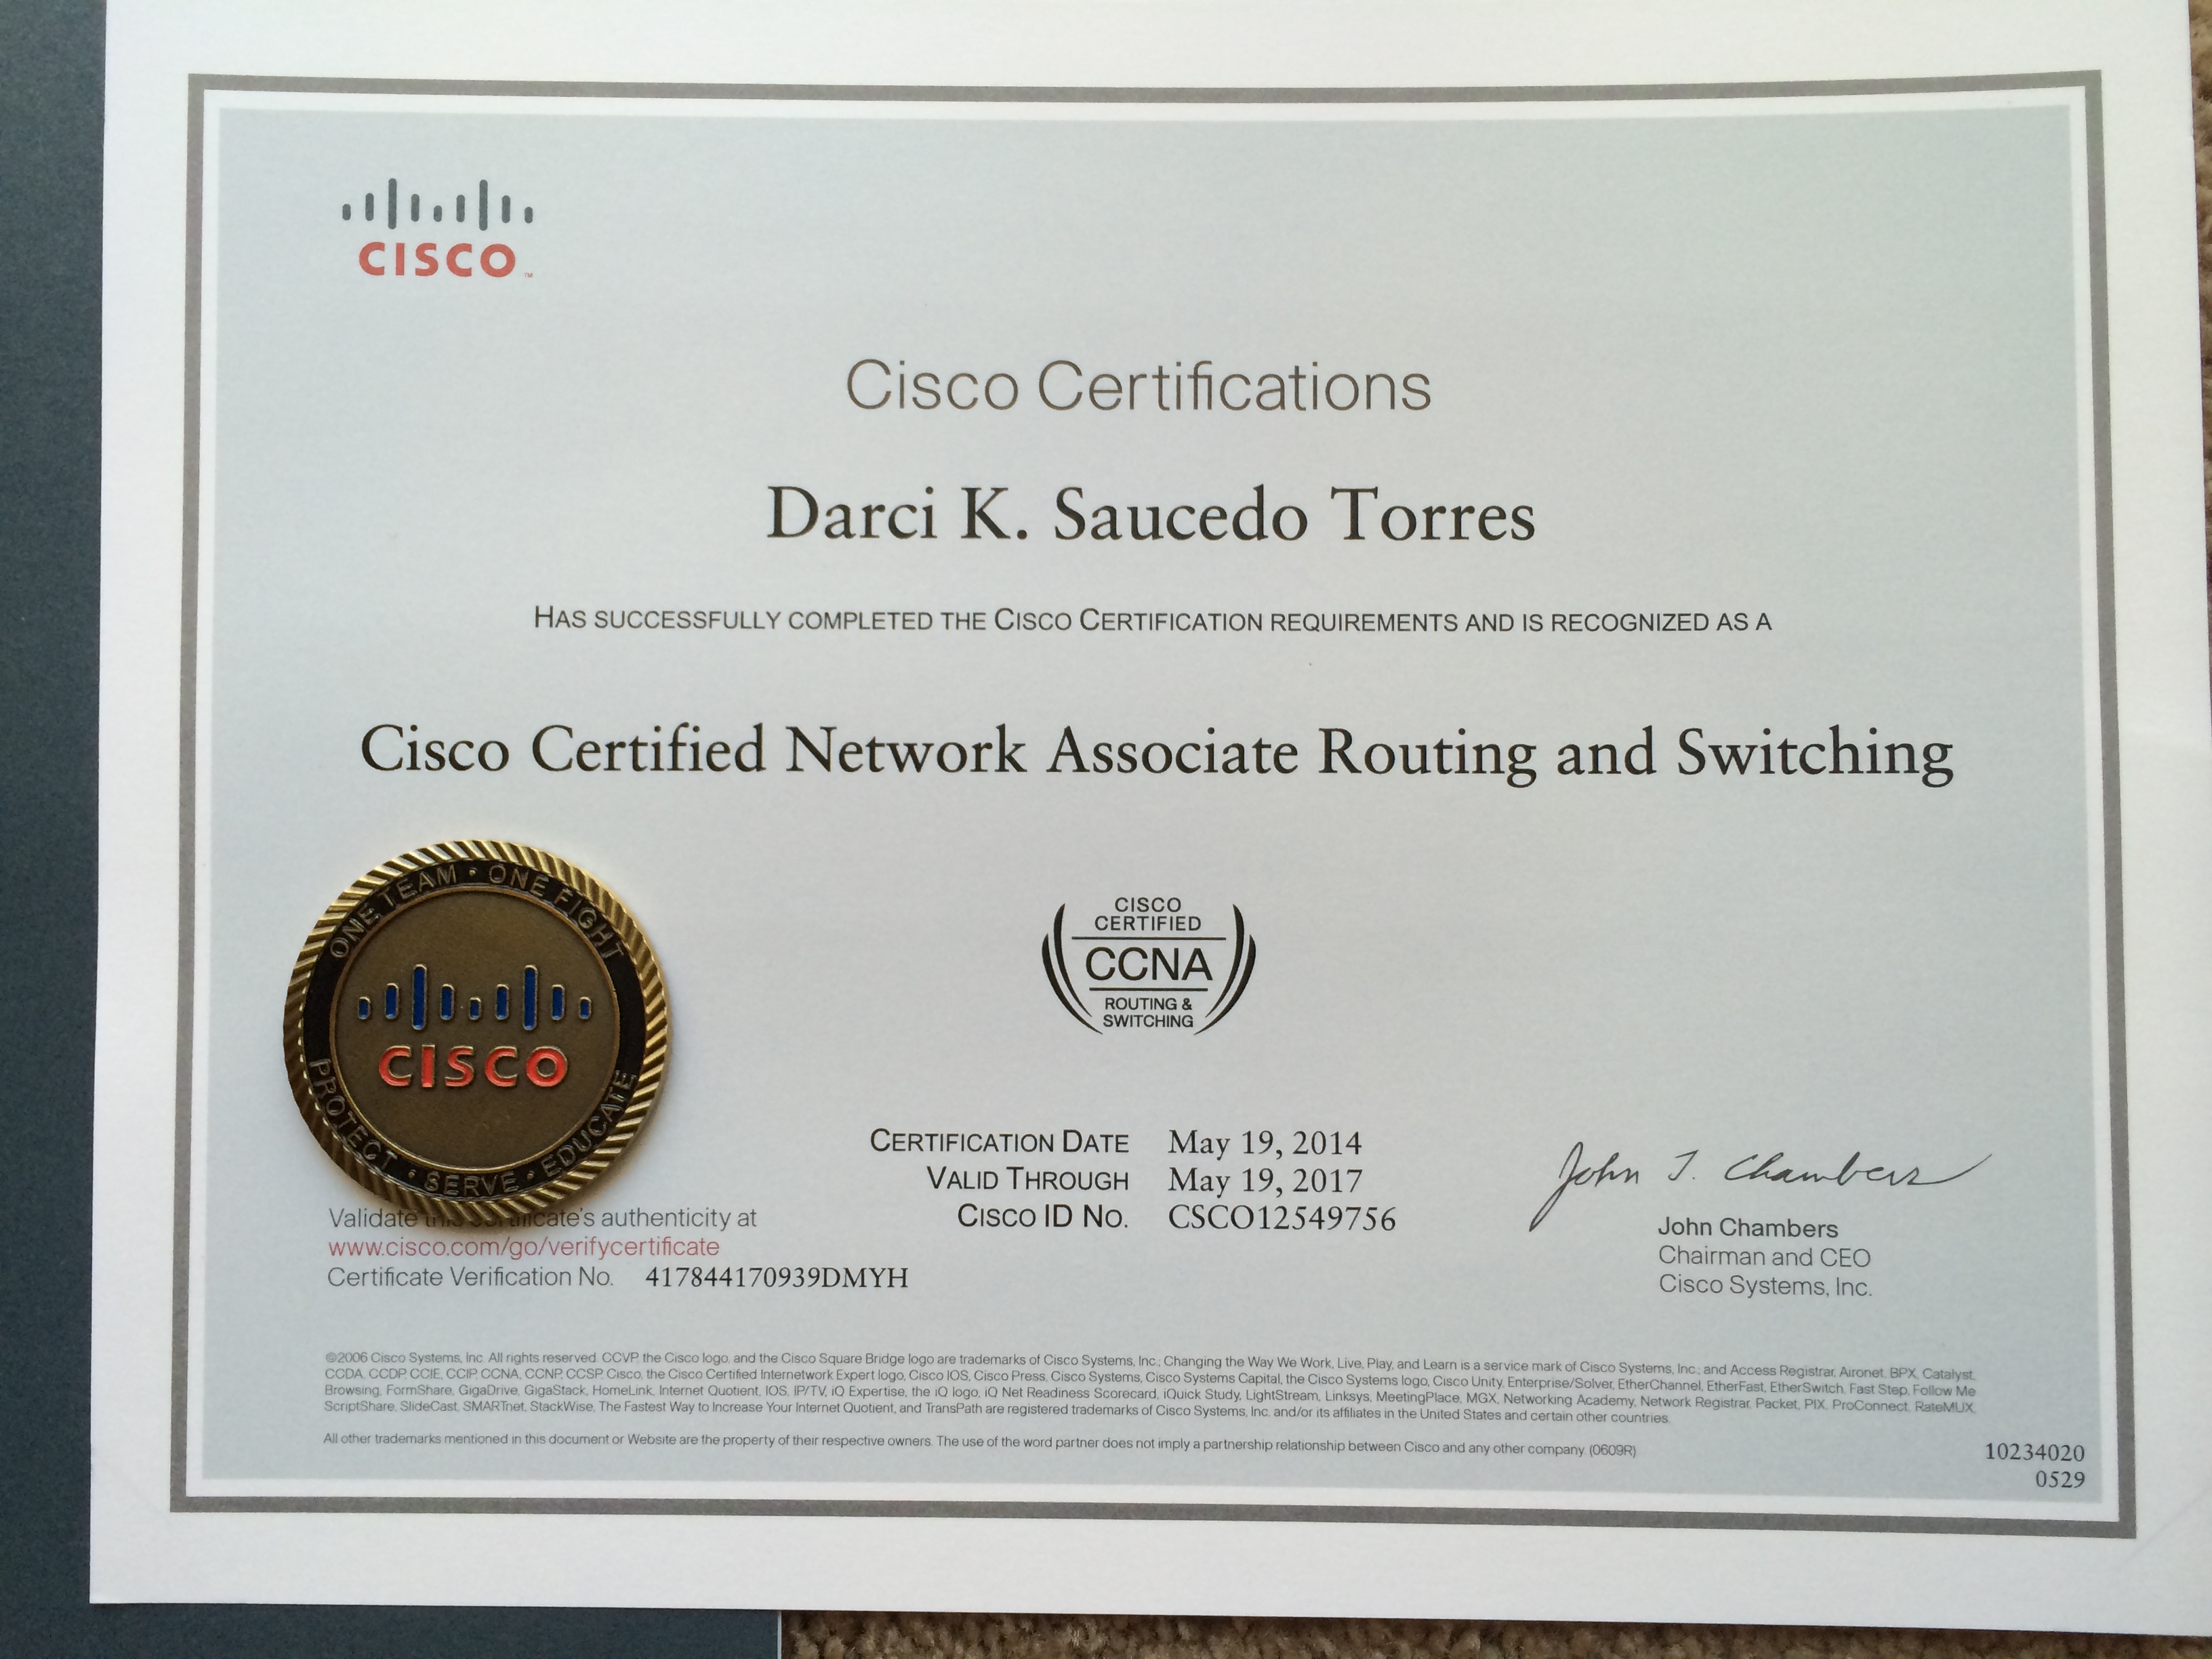 CISCO™
Cisco Certifications
Darci K. Saucedo Torres
HAS SUCCESSFULLY COMPLETED THE CISCO CERTIFICATION REQUIREMENTS AND IS RECOGNIZED AS A
Cisco Certified Network Associate Routing and Switching
ONE TEAM • ONE FIGHT
CISCO
PROTECT • SERVE • EDUCATE
CISCO
CERTIFIED
CCNA
ROUTING &
SWITCHING
CERTIFICATION DATE May 19, 2014
VALID THROUGH May 19, 2017
CISCO ID NO. CSCO12549756
Validate this certificate's authenticity at
www.cisco.com/go/verifycertificate
Certificate Verification No. 417844170939DMYH
John T. Chambers
John Chambers
Chairman and CEO
Cisco Systems, Inc.
©2006 Cisco Systems, Inc. All rights reserved. CCVP, the Cisco logo, and the Cisco Square Bridge logo are trademarks of Cisco Systems, Inc.; Changing the Way We Work, Live, Play, and Learn is a service mark of Cisco Systems, Inc.; and Access Registrar, Aironet, BPX, Catalyst,
CCDA, CCDP, CCIE, CCIP, CCNA, CCNP, CCSP, Cisco, the Cisco Certified Internetwork Expert logo, Cisco IOS, Cisco Press, Cisco Systems, Cisco Systems Capital, the Cisco Systems logo, Cisco Unity, Enterprise/Solver, EtherChannel, EtherFast, EtherSwitch, Fast Step, Follow Me
Browsing, FormShare, GigaDrive, GigaStack, HomeLink, Internet Quotient, IOS, IP/TV, iQ Expertise, the iQ logo, iQ Net Readiness Scorecard, iQuick Study, LightStream, Linksys, MeetingPlace, MGX, Networking Academy, Network Registrar, Packet, PIX, ProConnect, RateMUX,
ScriptShare, SlideCast, SMARTnet, StackWise, The Fastest Way to Increase Your Internet Quotient, and TransPath are registered trademarks of Cisco Systems, Inc. and/or its affiliates in the United States and certain other countries.
All other trademarks mentioned in this document or Website are the property of their respective owners. The use of the word partner does not imply a partnership relationship between Cisco and any other company. (0609R)
10234020
0529